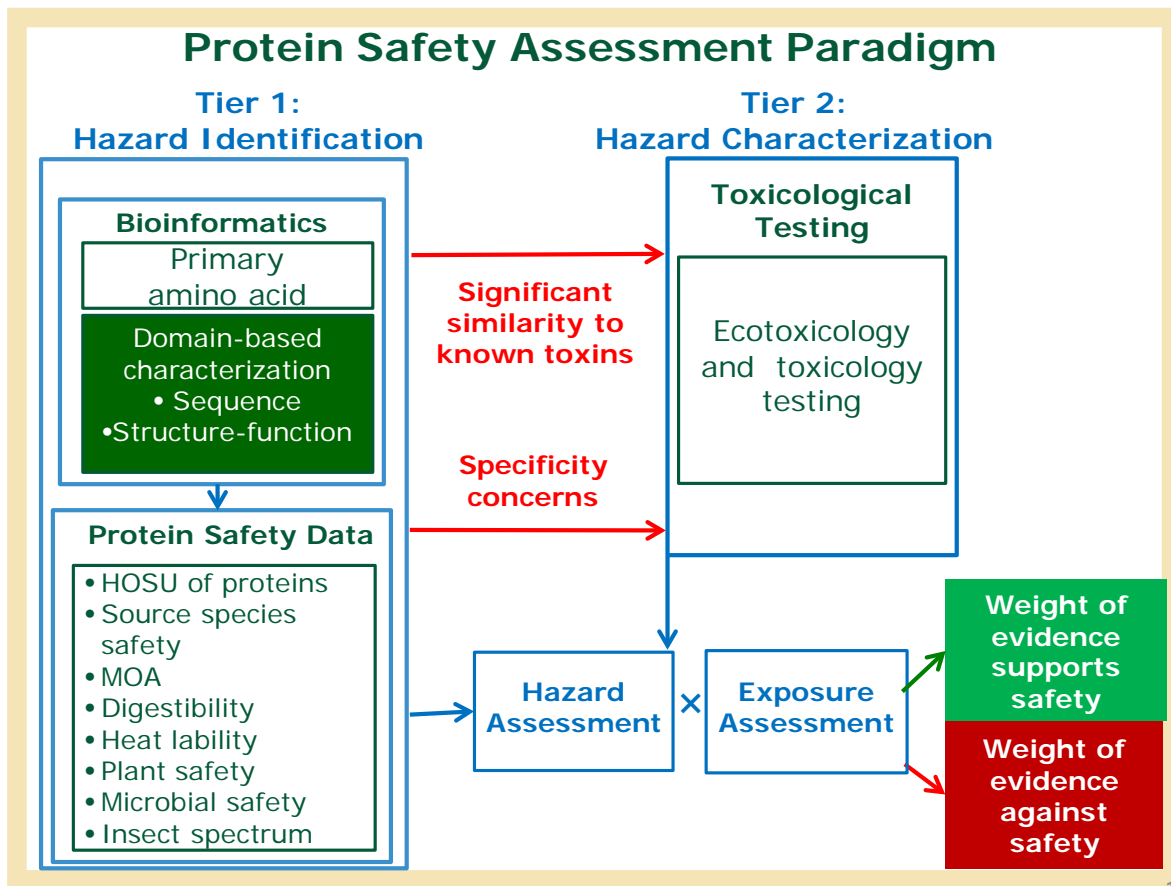 Protein Safety Assessment Paradigm
Tier 1:
Hazard Identification
Bioinformatics
Primary
amino acid
Domain-based
characterization
• Sequence
•Structure-function
Protein Safety Data
• HOSU of proteins
• Source species
safety
• MOA
• Digestibility
• Heat lability
• Plant safety
• Microbial safety
• Insect spectrum
Significant
similarity to
known toxins
Specificity
concerns
Tier 2:
Hazard Characterization
Toxicological
Testing
Ecotoxicology
and toxicology
testing
Hazard
Assessment
×
Exposure
Assessment
Weight of
evidence
supports
safety
Weight of
evidence
against
safety